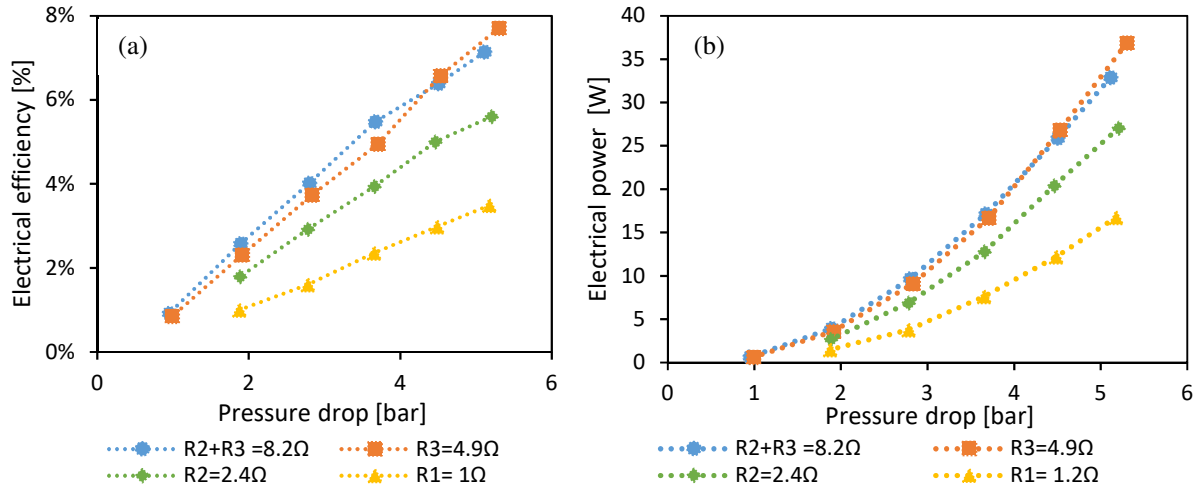 (a)
Electrical efficiency [%]
8%
6%
4%
2%
0%
0
2
4
6
Pressure drop [bar]
R2+R3 =8.2Ω
R3=4.9Ω
R2=2.4Ω
R1= 1Ω
(b)
Electrical power [W]
40
35
30
25
20
15
10
5
0
0
1
2
3
4
5
6
Pressure drop [bar]
R2+R3 =8.2Ω
R3=4.9Ω
R2=2.4Ω
R1= 1.2Ω